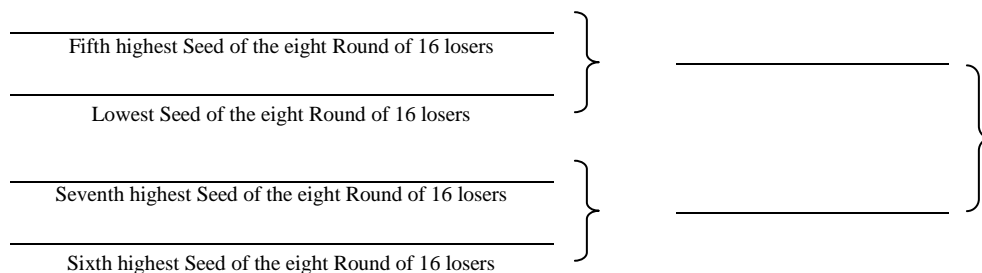 Fifth highest Seed of the eight Round of 16 losers
Lowest Seed of the eight Round of 16 losers
Seventh highest Seed of the eight Round of 16 losers
Sixth highest Seed of the eight Round of 16 losers